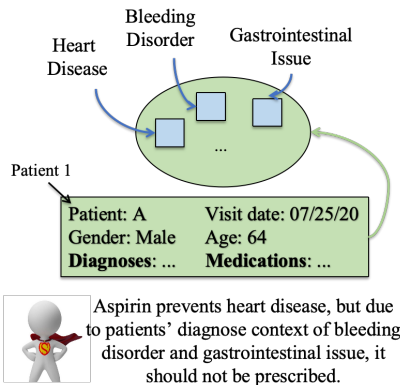 Bleeding
Disorder
Heart
Disease
Gastrointestinal
Issue
...
Patient 1
Patient: A Visit date: 07/25/20
Gender: Male Age: 64
Diagnoses: ... Medications: ...
S
Aspirin prevents heart disease, but due
to patients’ diagnose context of bleeding
disorder and gastrointestinal issue, it
should not be prescribed.